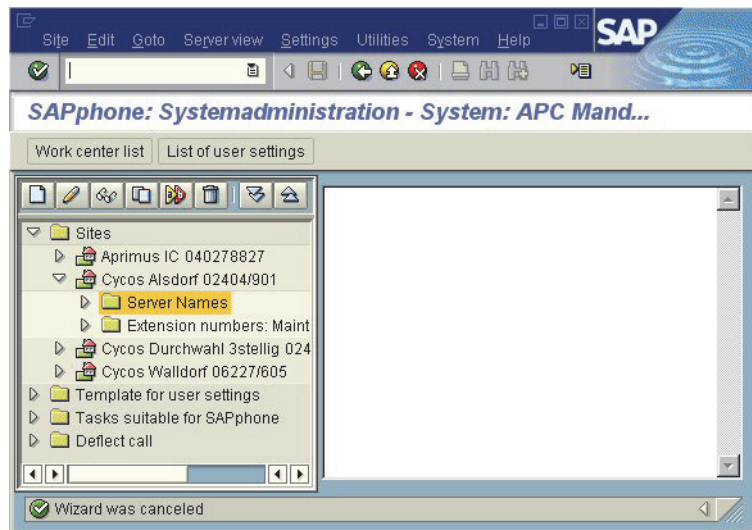 Site Edit Goto Server view Settings Utilities System Help
SAP
SAPphone: Systemadministration - System: APC Mand...
Work center list List of user settings
Sites
Aprimus IC 040278827
Cycos Alsdorf 02404/901
Server Names
Extension numbers: Maint
Cycos Durchwahl 3stellig 024
Cycos Walldorf 06227/605
Template for user settings
Tasks suitable for SAPphone
Deflect call
Wizard was canceled